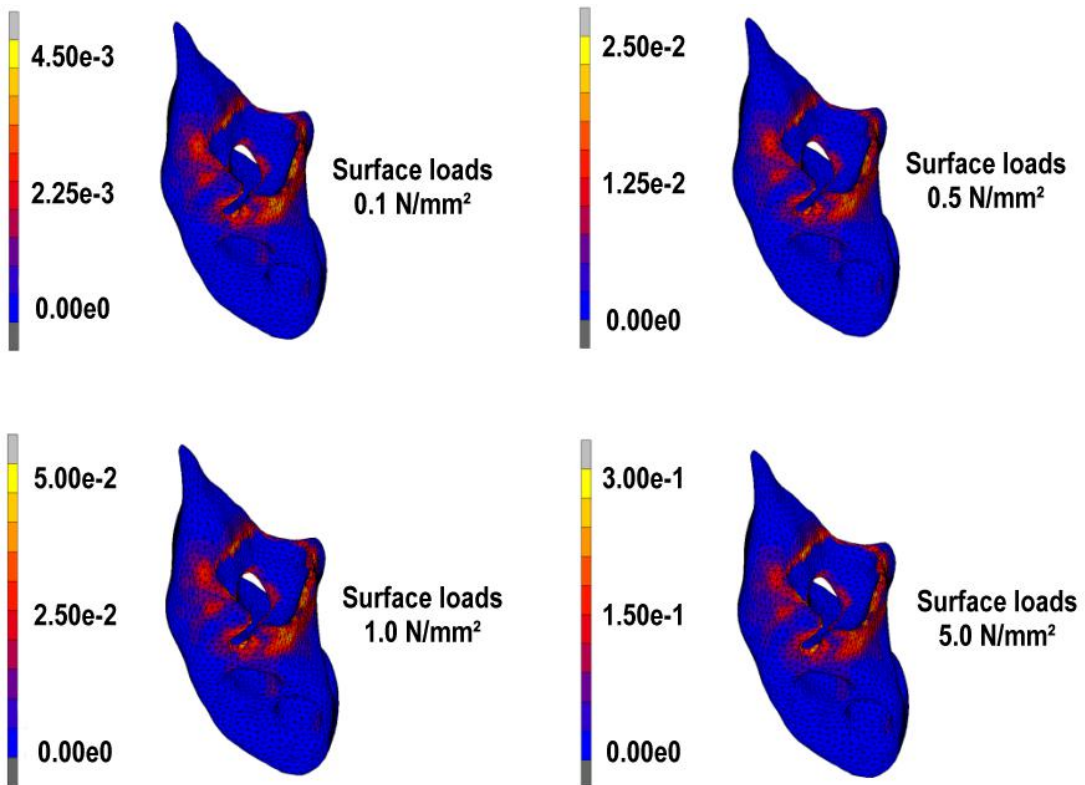 4.50e-3
2.25e-3
0.00e0
Surface loads
0.1 N/mm²
2.50e-2
1.25e-2
0.00e0
Surface loads
0.5 N/mm²
5.00e-2
2.50e-2
0.00e0
Surface loads
1.0 N/mm²
3.00e-1
1.50e-1
0.00e0
Surface loads
5.0 N/mm²